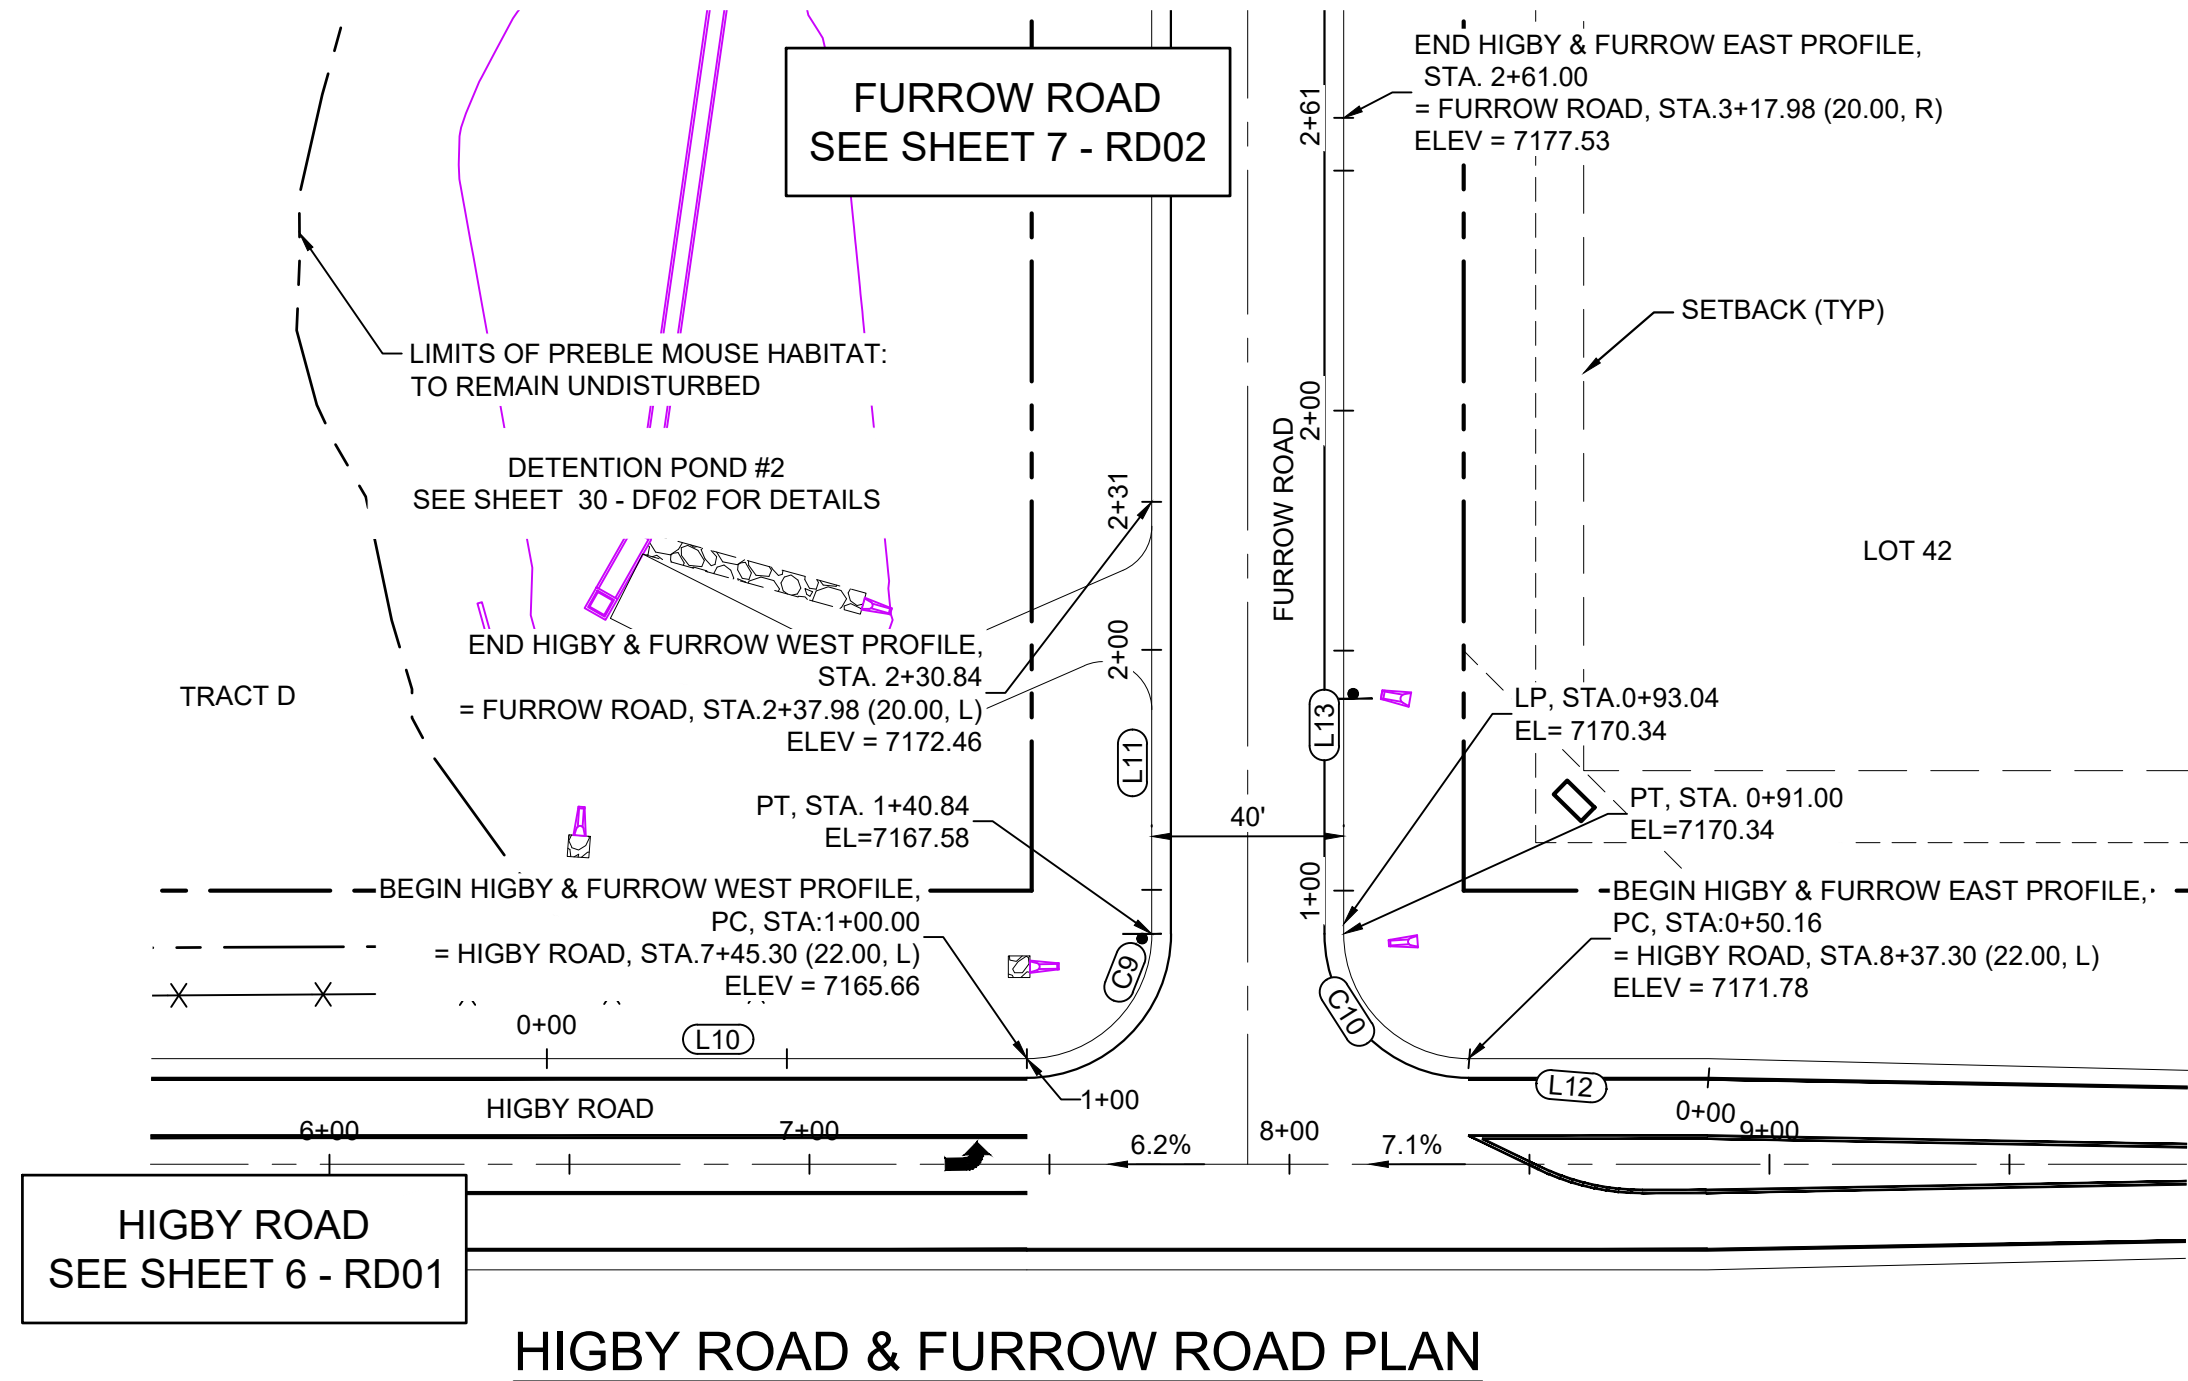 FURROW ROAD
SEE SHEET 7 - RD02
END HIGBY & FURROW EAST PROFILE,
STA. 2+61.00
= FURROW ROAD, STA.3+17.98 (20.00, R)
ELEV = 7177.53
2+61
SETBACK (TYP)
LIMITS OF PREBLE MOUSE HABITAT:
TO REMAIN UNDISTURBED
2+00
FURROW ROAD
DETENTION POND #2
SEE SHEET  30 - DF02 FOR DETAILS
2+31
LOT 42
END HIGBY & FURROW WEST PROFILE,
STA. 2+30.84
= FURROW ROAD, STA.2+37.98 (20.00, L)
ELEV = 7172.46
2+00
TRACT D
L11
L13
LP, STA.0+93.04
EL= 7170.34
PT, STA. 1+40.84
EL=7167.58
40'
PT, STA. 0+91.00
EL=7170.34
1+00
BEGIN HIGBY & FURROW WEST PROFILE,
PC, STA:1+00.00
= HIGBY ROAD, STA.7+45.30 (22.00, L)
ELEV = 7165.66
BEGIN HIGBY & FURROW EAST PROFILE,
PC, STA:0+50.16
= HIGBY ROAD, STA.8+37.30 (22.00, L)
ELEV = 7171.78
C9
C10
0+00
L10
L12
1+00
0+00
HIGBY ROAD
6+00
7+00
6.2%
8+00
7.1%
9+00
HIGBY ROAD
SEE SHEET 6 - RD01
HIGBY ROAD & FURROW ROAD PLAN